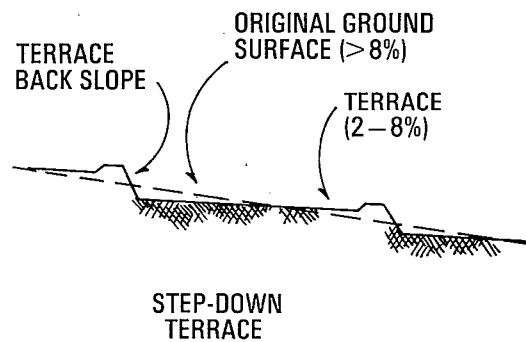 TERRACE
BACK SLOPE
ORIGINAL GROUND
SURFACE (>8%)
TERRACE
(2–8%)
STEP-DOWN
TERRACE